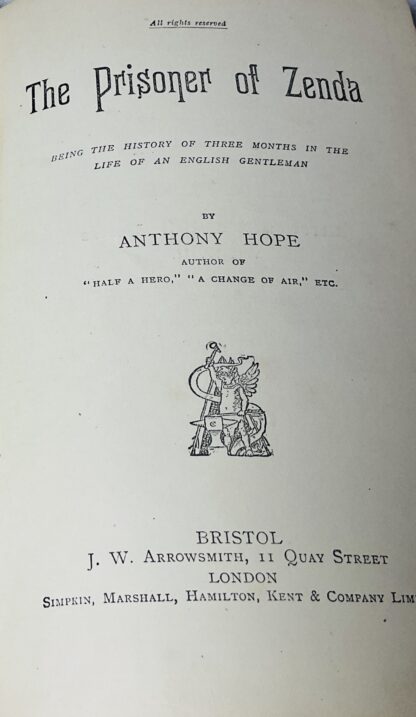 All rights reserved
The Prisoner of Zenda
BEING THE HISTORY OF THREE MONTHS IN THE
LIFE OF AN ENGLISH GENTLEMAN
BY
ANTHONY HOPE
AUTHOR OF
"HALF A HERO," "A CHANGE OF AIR," ETC.
BRISTOL
J. W. ARROWSMITH, 11 QUAY STREET
LONDON
SIMPKIN, MARSHALL, HAMILTON, KENT & COMPANY LIM